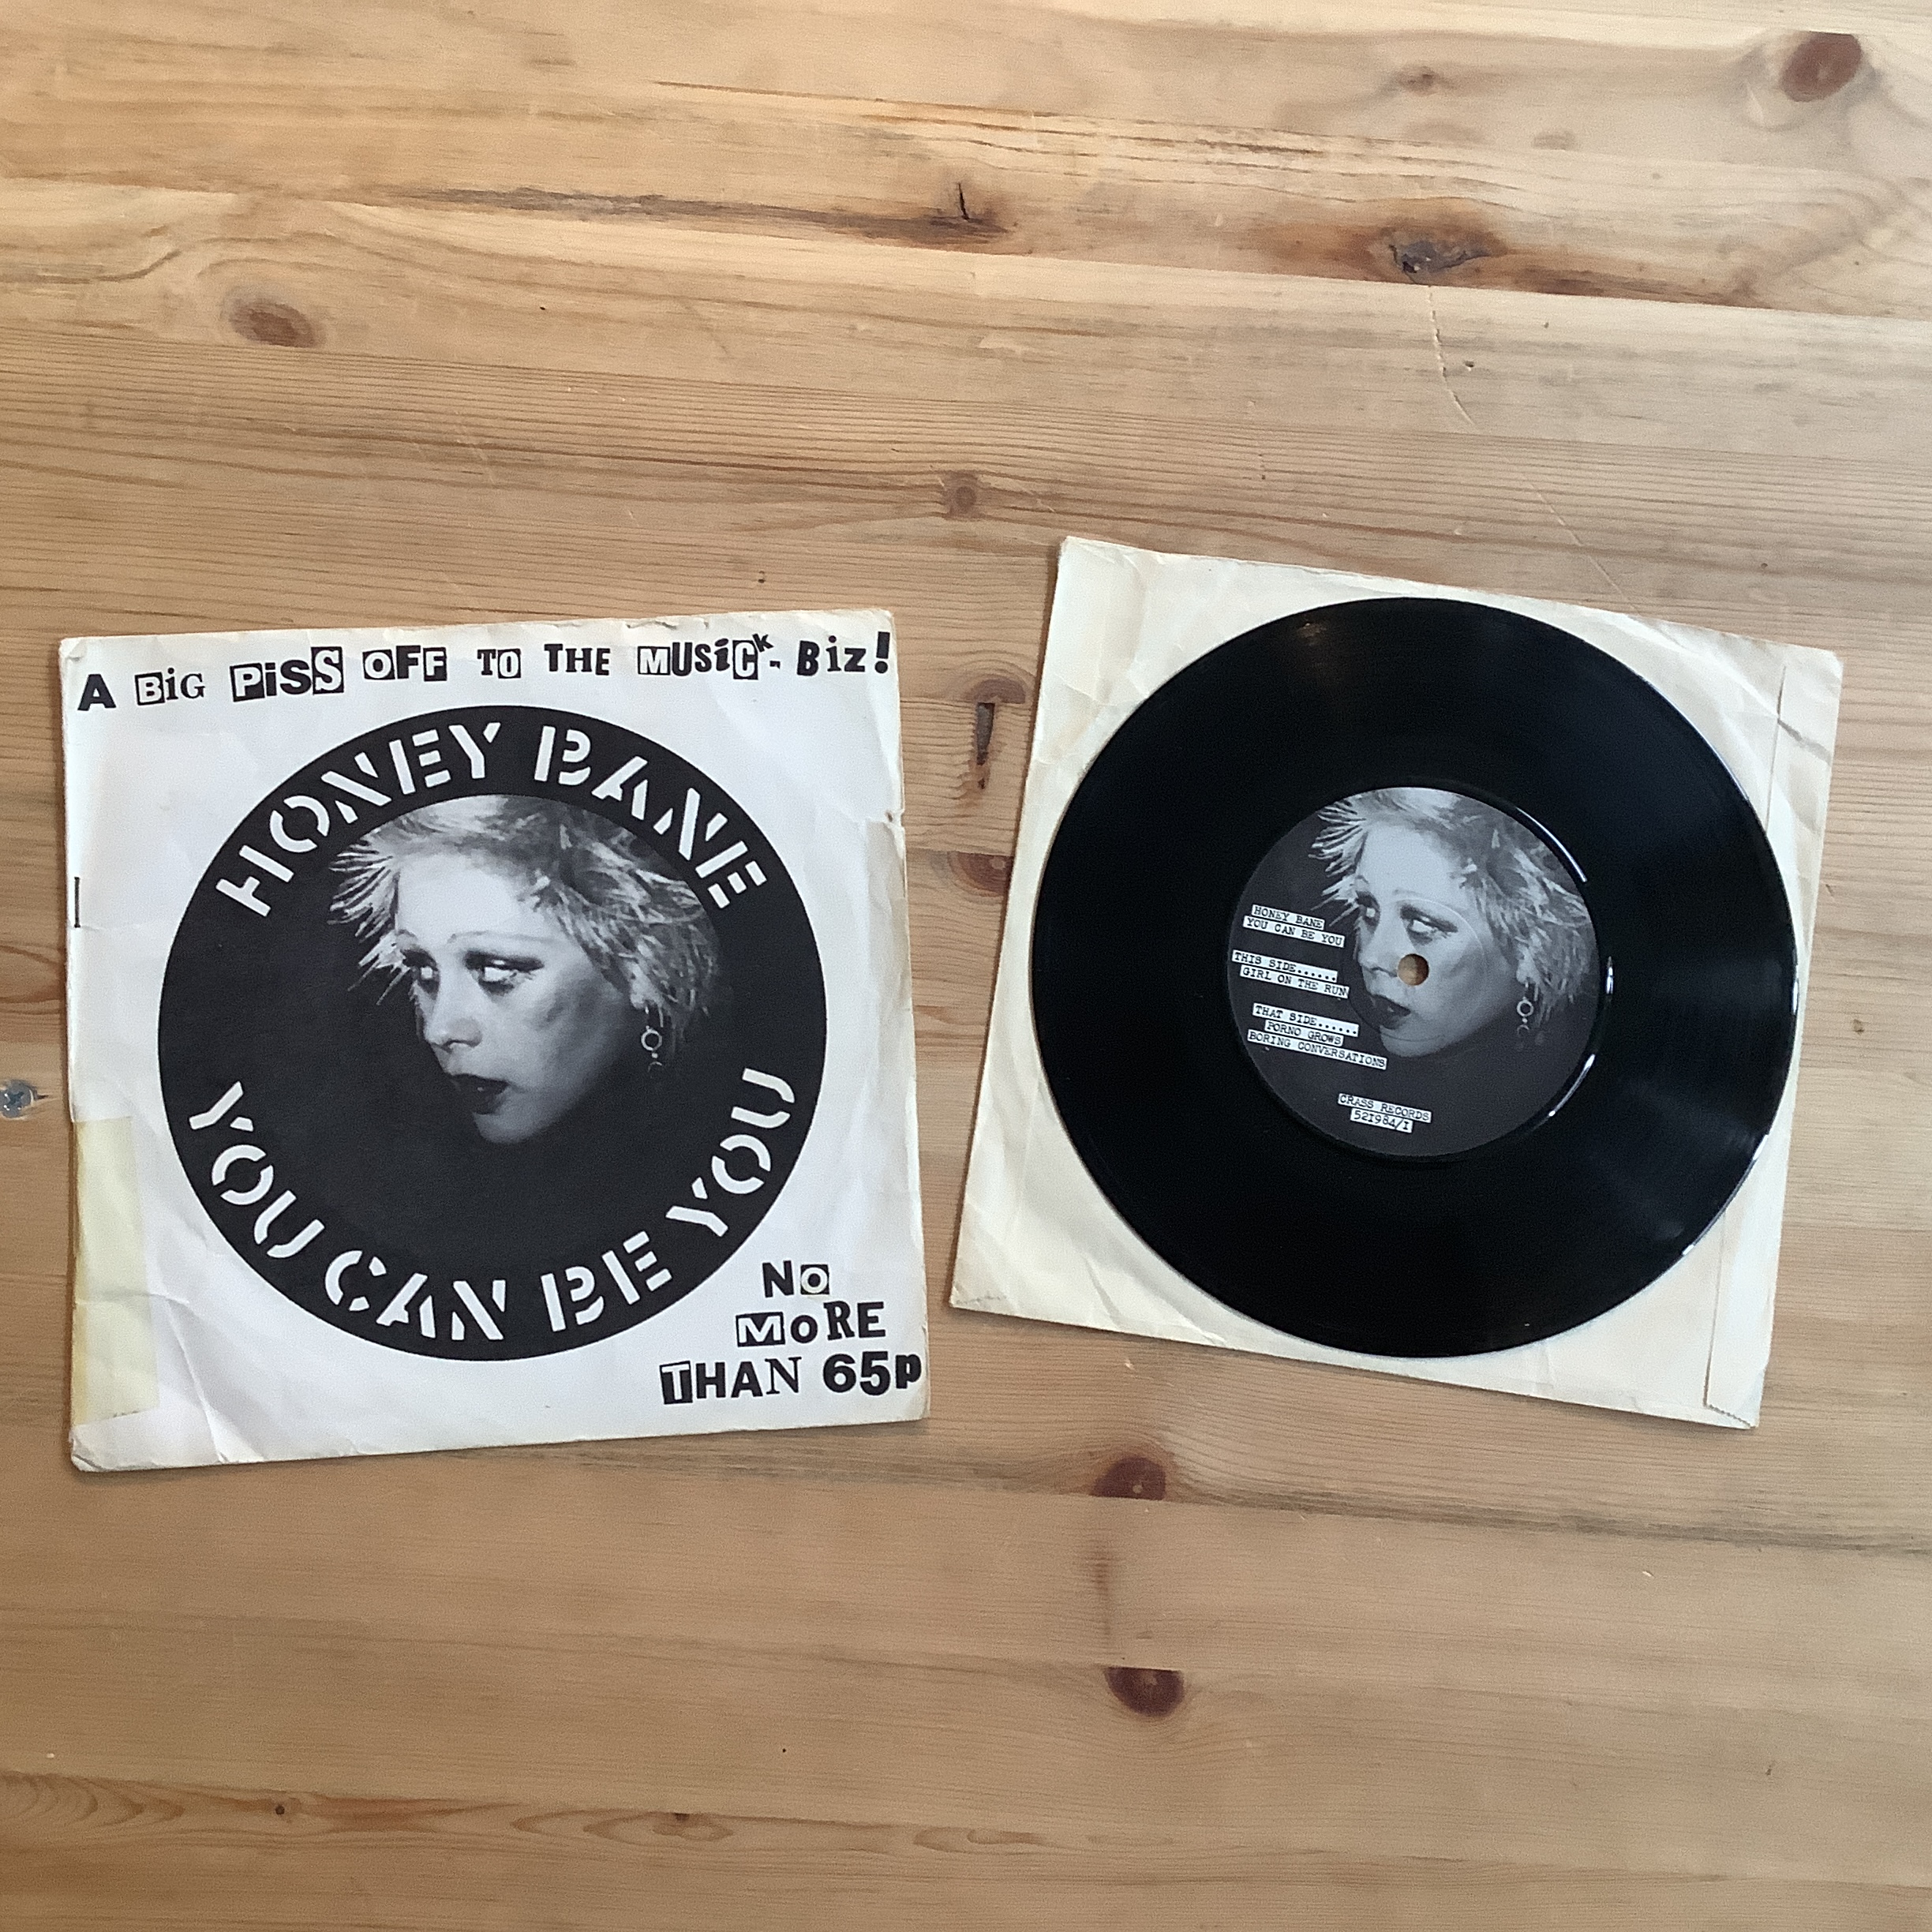 A BiG PiSS OFF TO THE MUSiCk- Biz!
HONEY BANE
YOU CAN BE YOU
NO
MoRE
THAN 65p
HONEY BANE
YOU CAN BE YOU
THIS SIDE......
GIRL ON THE RUN
THAT SIDE......
PORNO GROWS
BORING CONVERSATIONS
CRASS RECORDS
521984/1